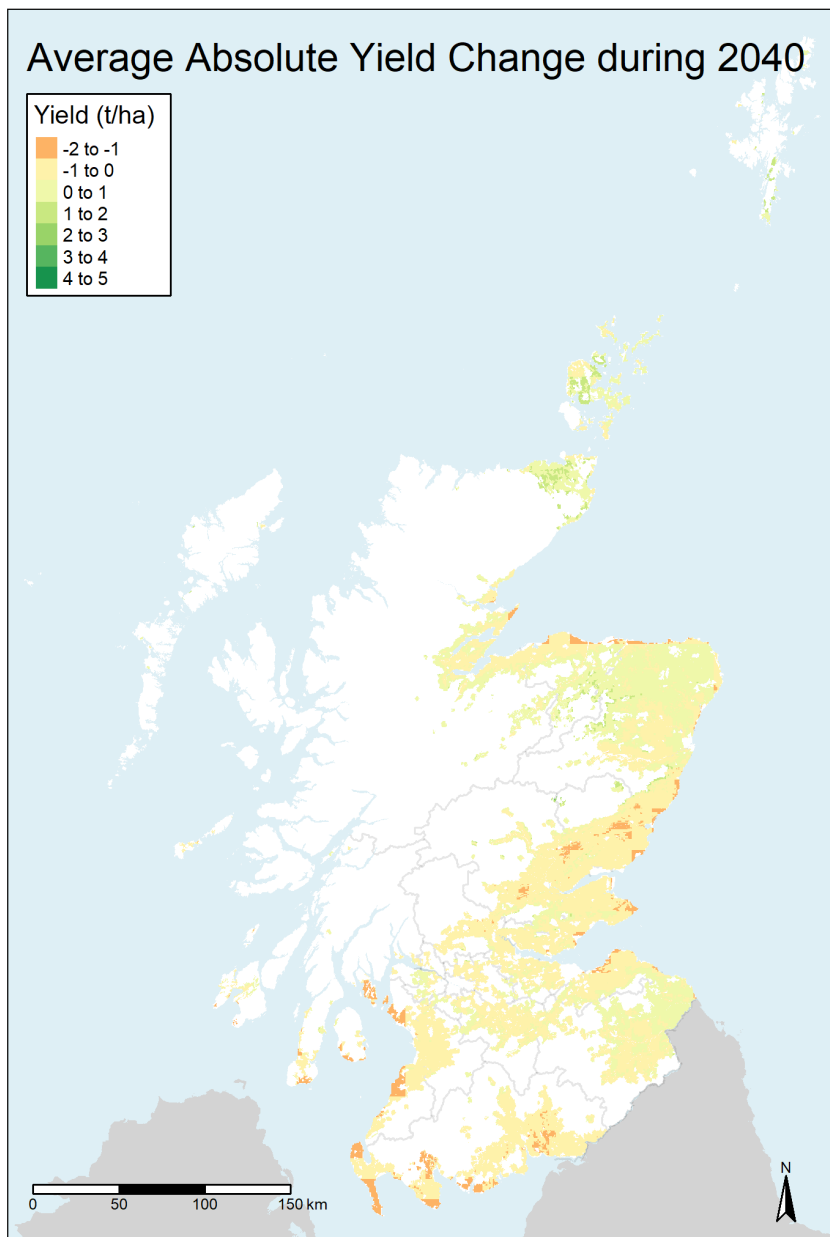 Average Absolute Yield Change during 2040
Yield (t/ha)
-2 to -1
-1 to 0
0 to 1
1 to 2
2 to 3
3 to 4
4 to 5
N
0 50 100 150 km